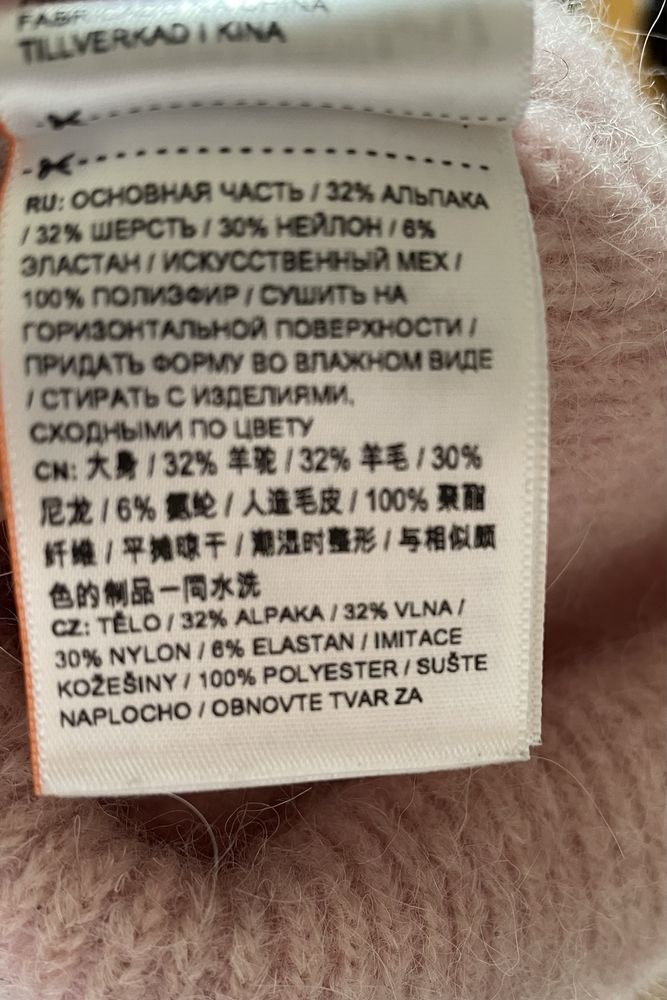 TILLVERKAD I KINA
RU: ОСНОВНАЯ ЧАСТЬ / 32% АЛЬПАКА
/ 32% ШЕРСТЬ / 30% НЕЙЛОН / 6%
ЭЛАСТАН / ИСКУССТВЕННЫЙ МЕХ /
100% ПОЛИЭФИР / СУШИТЬ НА
ГОРИЗОНТАЛЬНОЙ ПОВЕРХНОСТИ /
ПРИДАТЬ ФОРМУ ВО ВЛАЖНОМ ВИДЕ
/ СТИРАТЬ С ИЗДЕЛИЯМИ,
СХОДНЫМИ ПО ЦВЕТУ
CN: 大身 / 32% 羊驼 / 32% 羊毛 / 30%
尼龙 / 6% 氨纶 / 人造毛皮 / 100% 聚酯
纤维 / 平摊晾干 / 潮湿时整形 / 与相似颜
色的制品一同水洗
CZ: TĚLO / 32% ALPAKA / 32% VLNA /
30% NYLON / 6% ELASTAN / IMITACE
KOŽEŠINY / 100% POLYESTER / SUŠTE
NAPLOCHO / OBNOVTE TVAR ZA